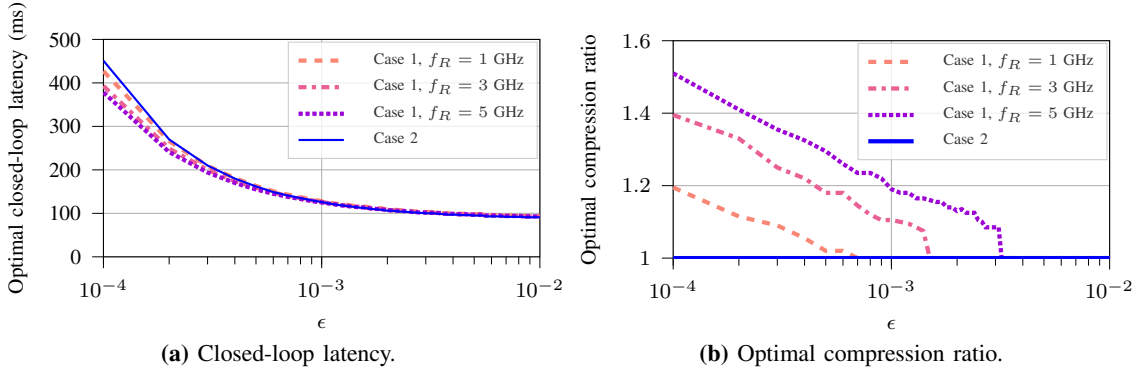 Optimal closed-loop latency (ms)
500
400
300
200
100
0
Case 1, f_R = 1 GHz
Case 1, f_R = 3 GHz
Case 1, f_R = 5 GHz
Case 2
10⁻⁴
10⁻³
10⁻²
ϵ
(a) Closed-loop latency.
Optimal compression ratio
1.6
1.4
1.2
1
Case 1, f_R = 1 GHz
Case 1, f_R = 3 GHz
Case 1, f_R = 5 GHz
Case 2
10⁻⁴
10⁻³
10⁻²
ϵ
(b) Optimal compression ratio.